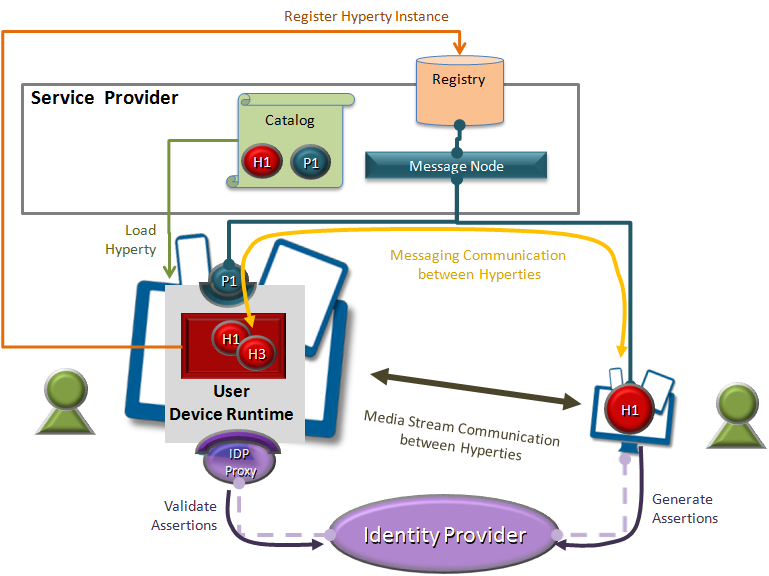 Register Hyperty Instance
Registry
Service Provider
Catalog
H1
P1
Message Node
Load
Hyperty
Messaging Communication
between Hyperties
P1
H1
H3
User
Device Runtime
H1
Media Stream Communication
between Hyperties
IDP
Proxy
Validate
Assertions
Generate
Assertions
Identity Provider